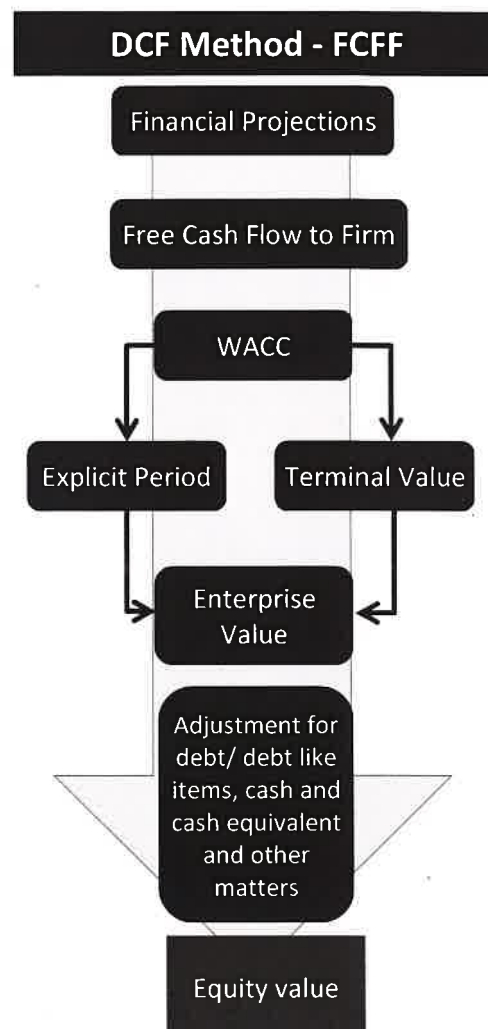 DCF Method - FCFF
Financial Projections
Free Cash Flow to Firm
WACC
Explicit Period
Terminal Value
Enterprise
Value
Adjustment for
debt/ debt like
items, cash and
cash equivalent
and other
matters
Equity value